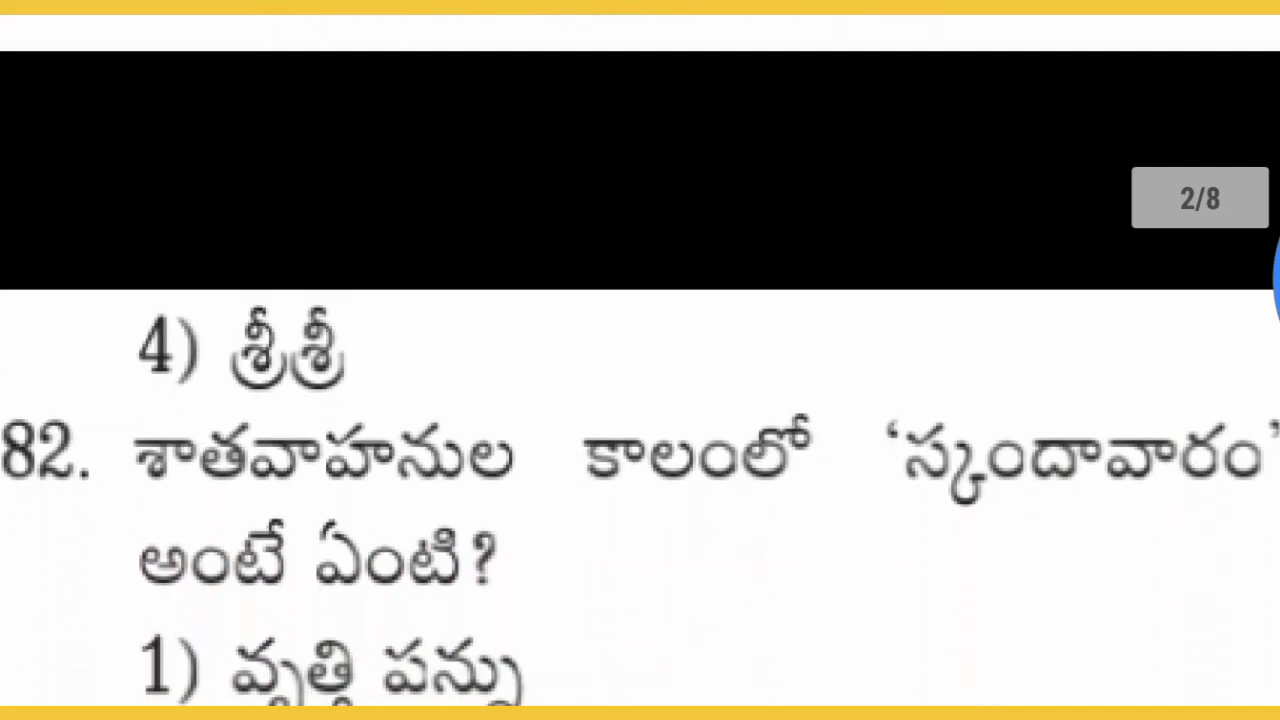 2/8
4) శ్రీశ్రీ
82. శాతవాహనుల కాలంలో ‘స్కందావారం’
అంటే ఏంటి?
1) వృత్తి పన్ను